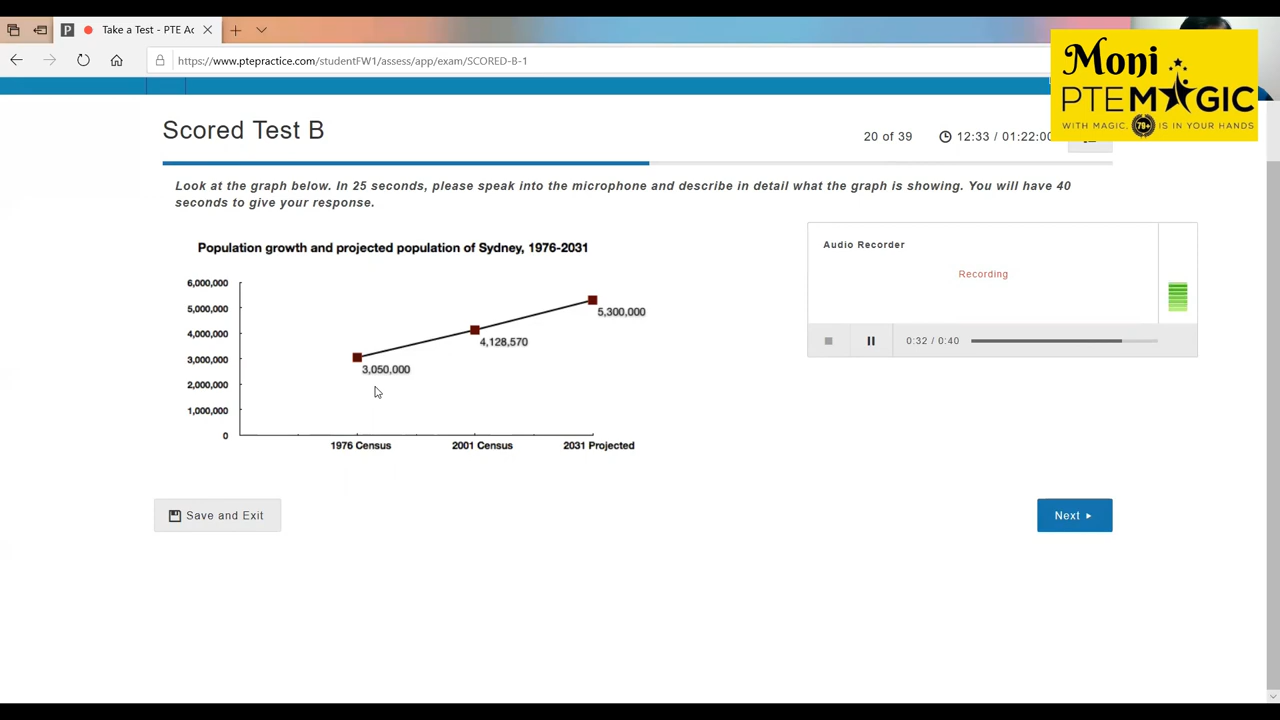 Take a Test - PTE Ac
https://www.ptepractice.com/studentFW1/assess/app/exam/SCORED-B-1
Moni
PTE MAGIC
WITH MAGIC. 79+ IS IN YOUR HANDS
Scored Test B
20 of 39
12:33 / 01:22:00
Look at the graph below. In 25 seconds, please speak into the microphone and describe in detail what the graph is showing. You will have 40
seconds to give your response.
Population growth and projected population of Sydney, 1976-2031
6,000,000
5,000,000
4,000,000
3,000,000
2,000,000
1,000,000
0
3,050,000
4,128,570
5,300,000
1976 Census
2001 Census
2031 Projected
Audio Recorder
Recording
0:32 / 0:40
Save and Exit
Next